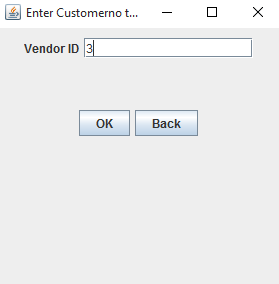 Enter Customerno t...
Vendor ID 3
OK Back